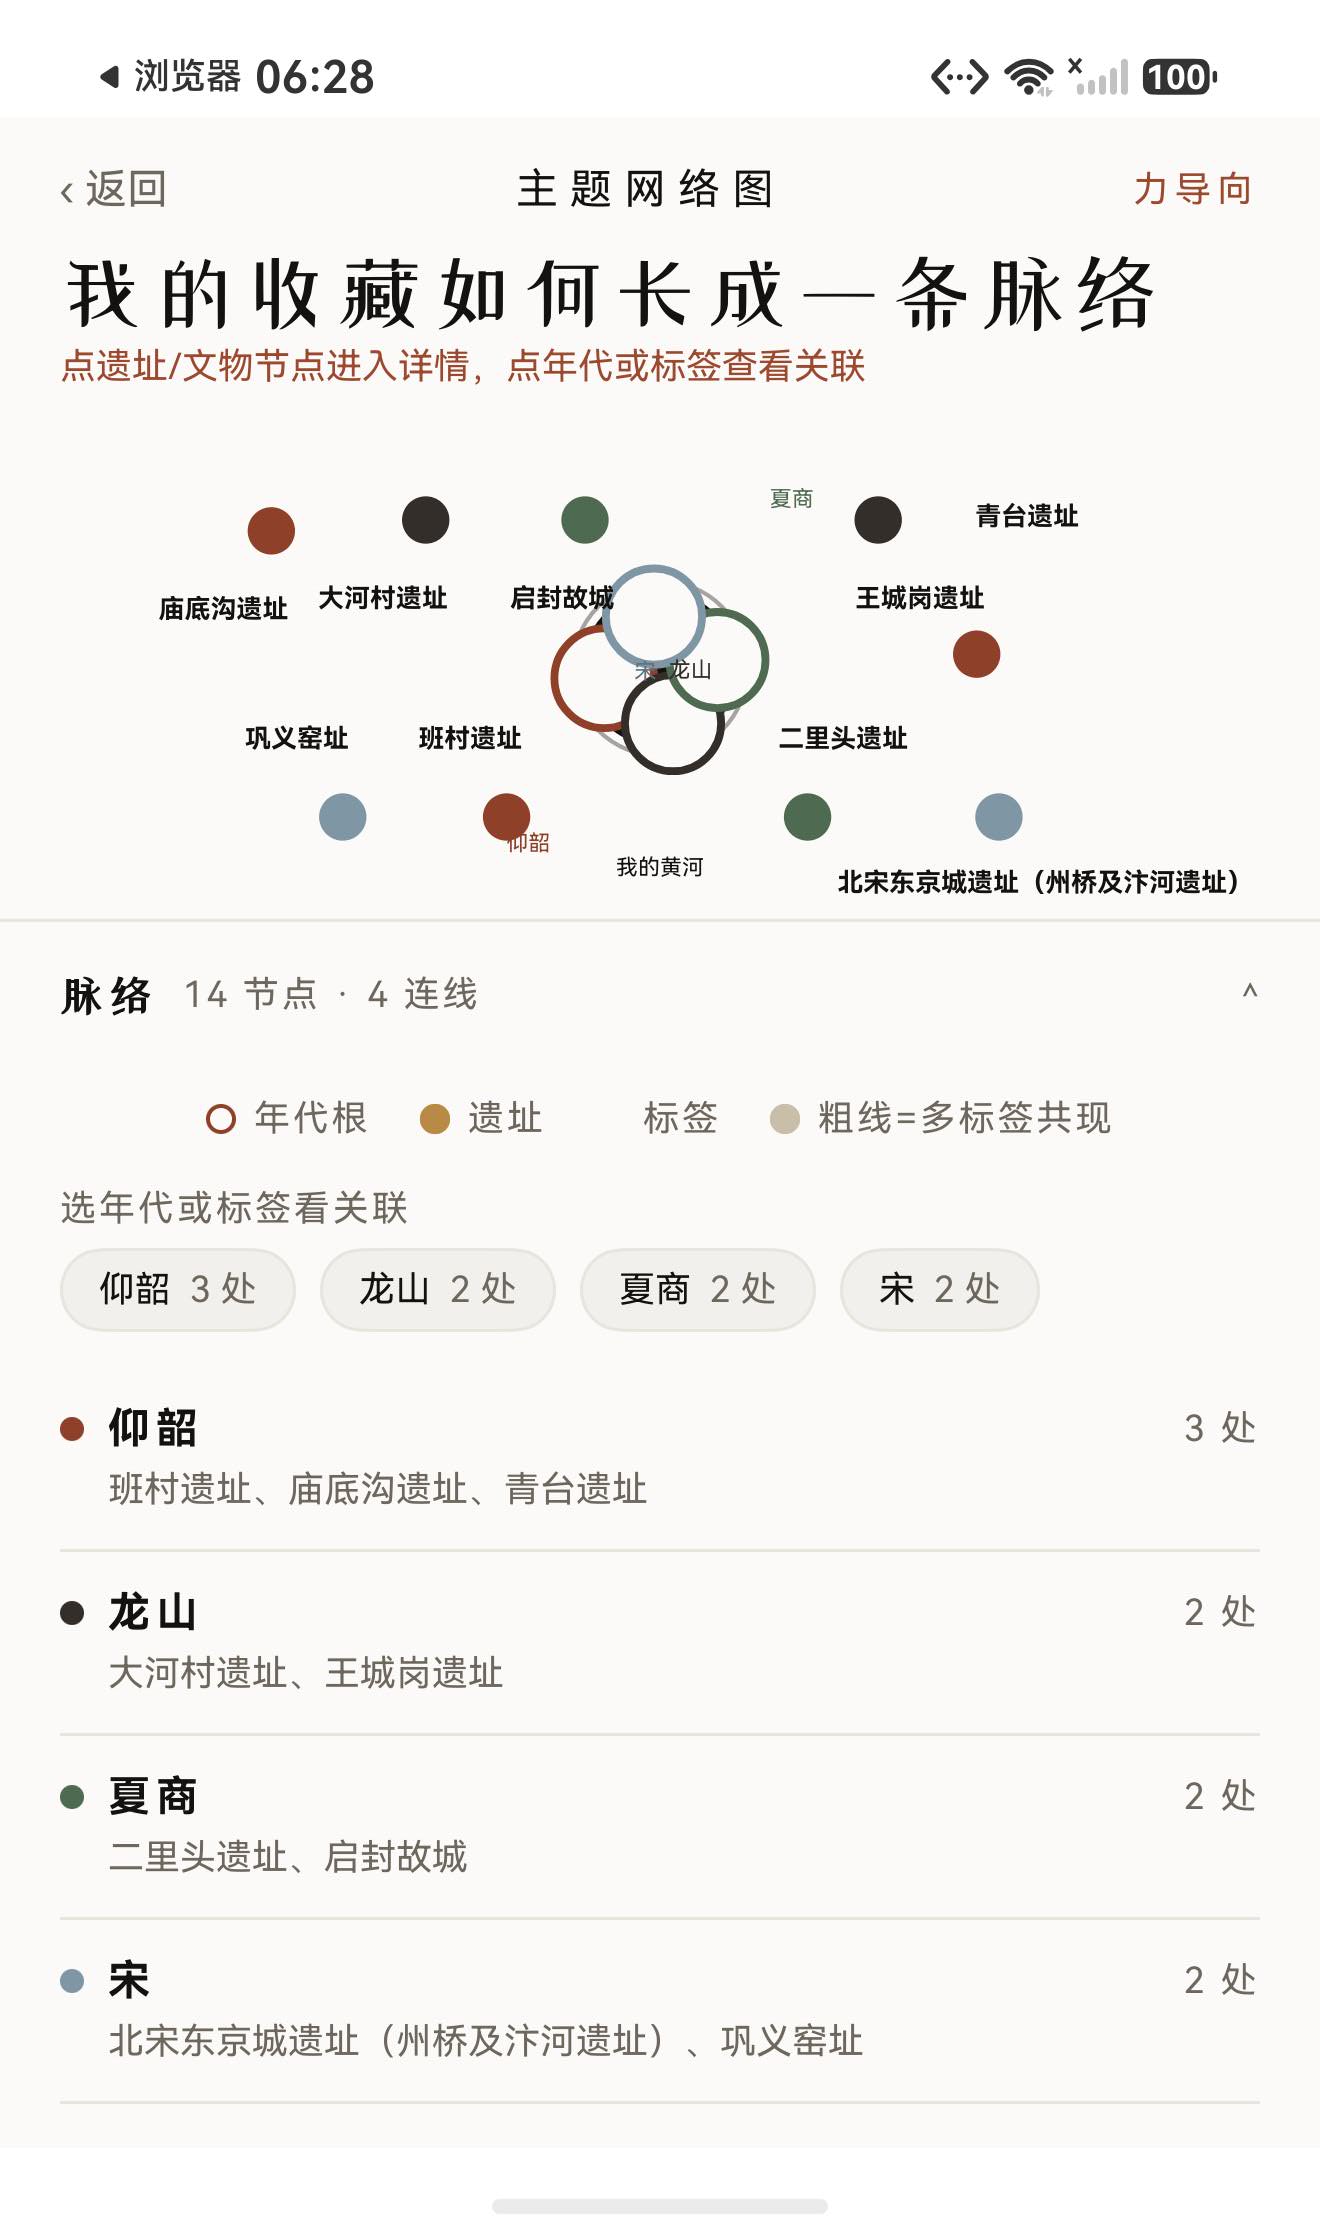 浏览器 06:28
100
‹ 返回
主题网络图
力导向
我的收藏如何长成一条脉络
点遗址/文物节点进入详情，点年代或标签查看关联
夏商
青台遗址
庙底沟遗址
大河村遗址
启封故城
王城岗遗址
宋
龙山
巩义窑址
班村遗址
二里头遗址
仰韶
我的黄河
北宋东京城遗址（州桥及汴河遗址）
脉络 14 节点 · 4 连线
年代根 遗址 标签 粗线=多标签共现
选年代或标签看关联
仰韶 3 处 龙山 2 处 夏商 2 处 宋 2 处
仰韶 3 处
班村遗址、庙底沟遗址、青台遗址
龙山 2 处
大河村遗址、王城岗遗址
夏商 2 处
二里头遗址、启封故城
宋 2 处
北宋东京城遗址（州桥及汴河遗址）、巩义窑址